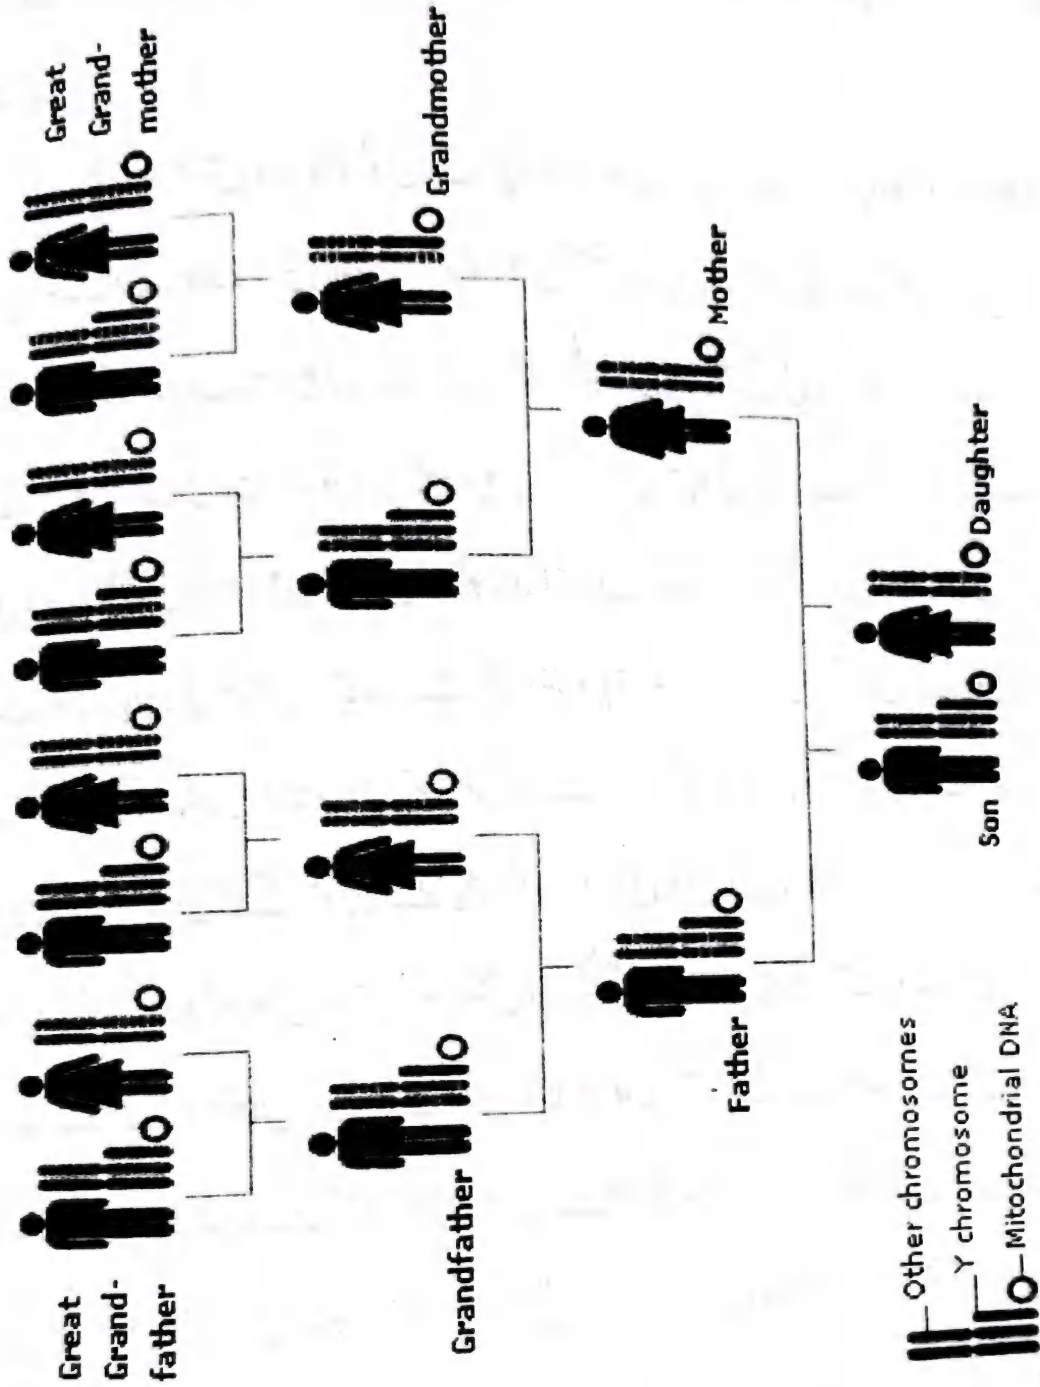 Great
Grand-
father
Great
Grand-
mother
Grandfather
Grandmother
Father
Mother
Son
Daughter
Other chromosomes
Y chromosome
Mitochondrial DNA